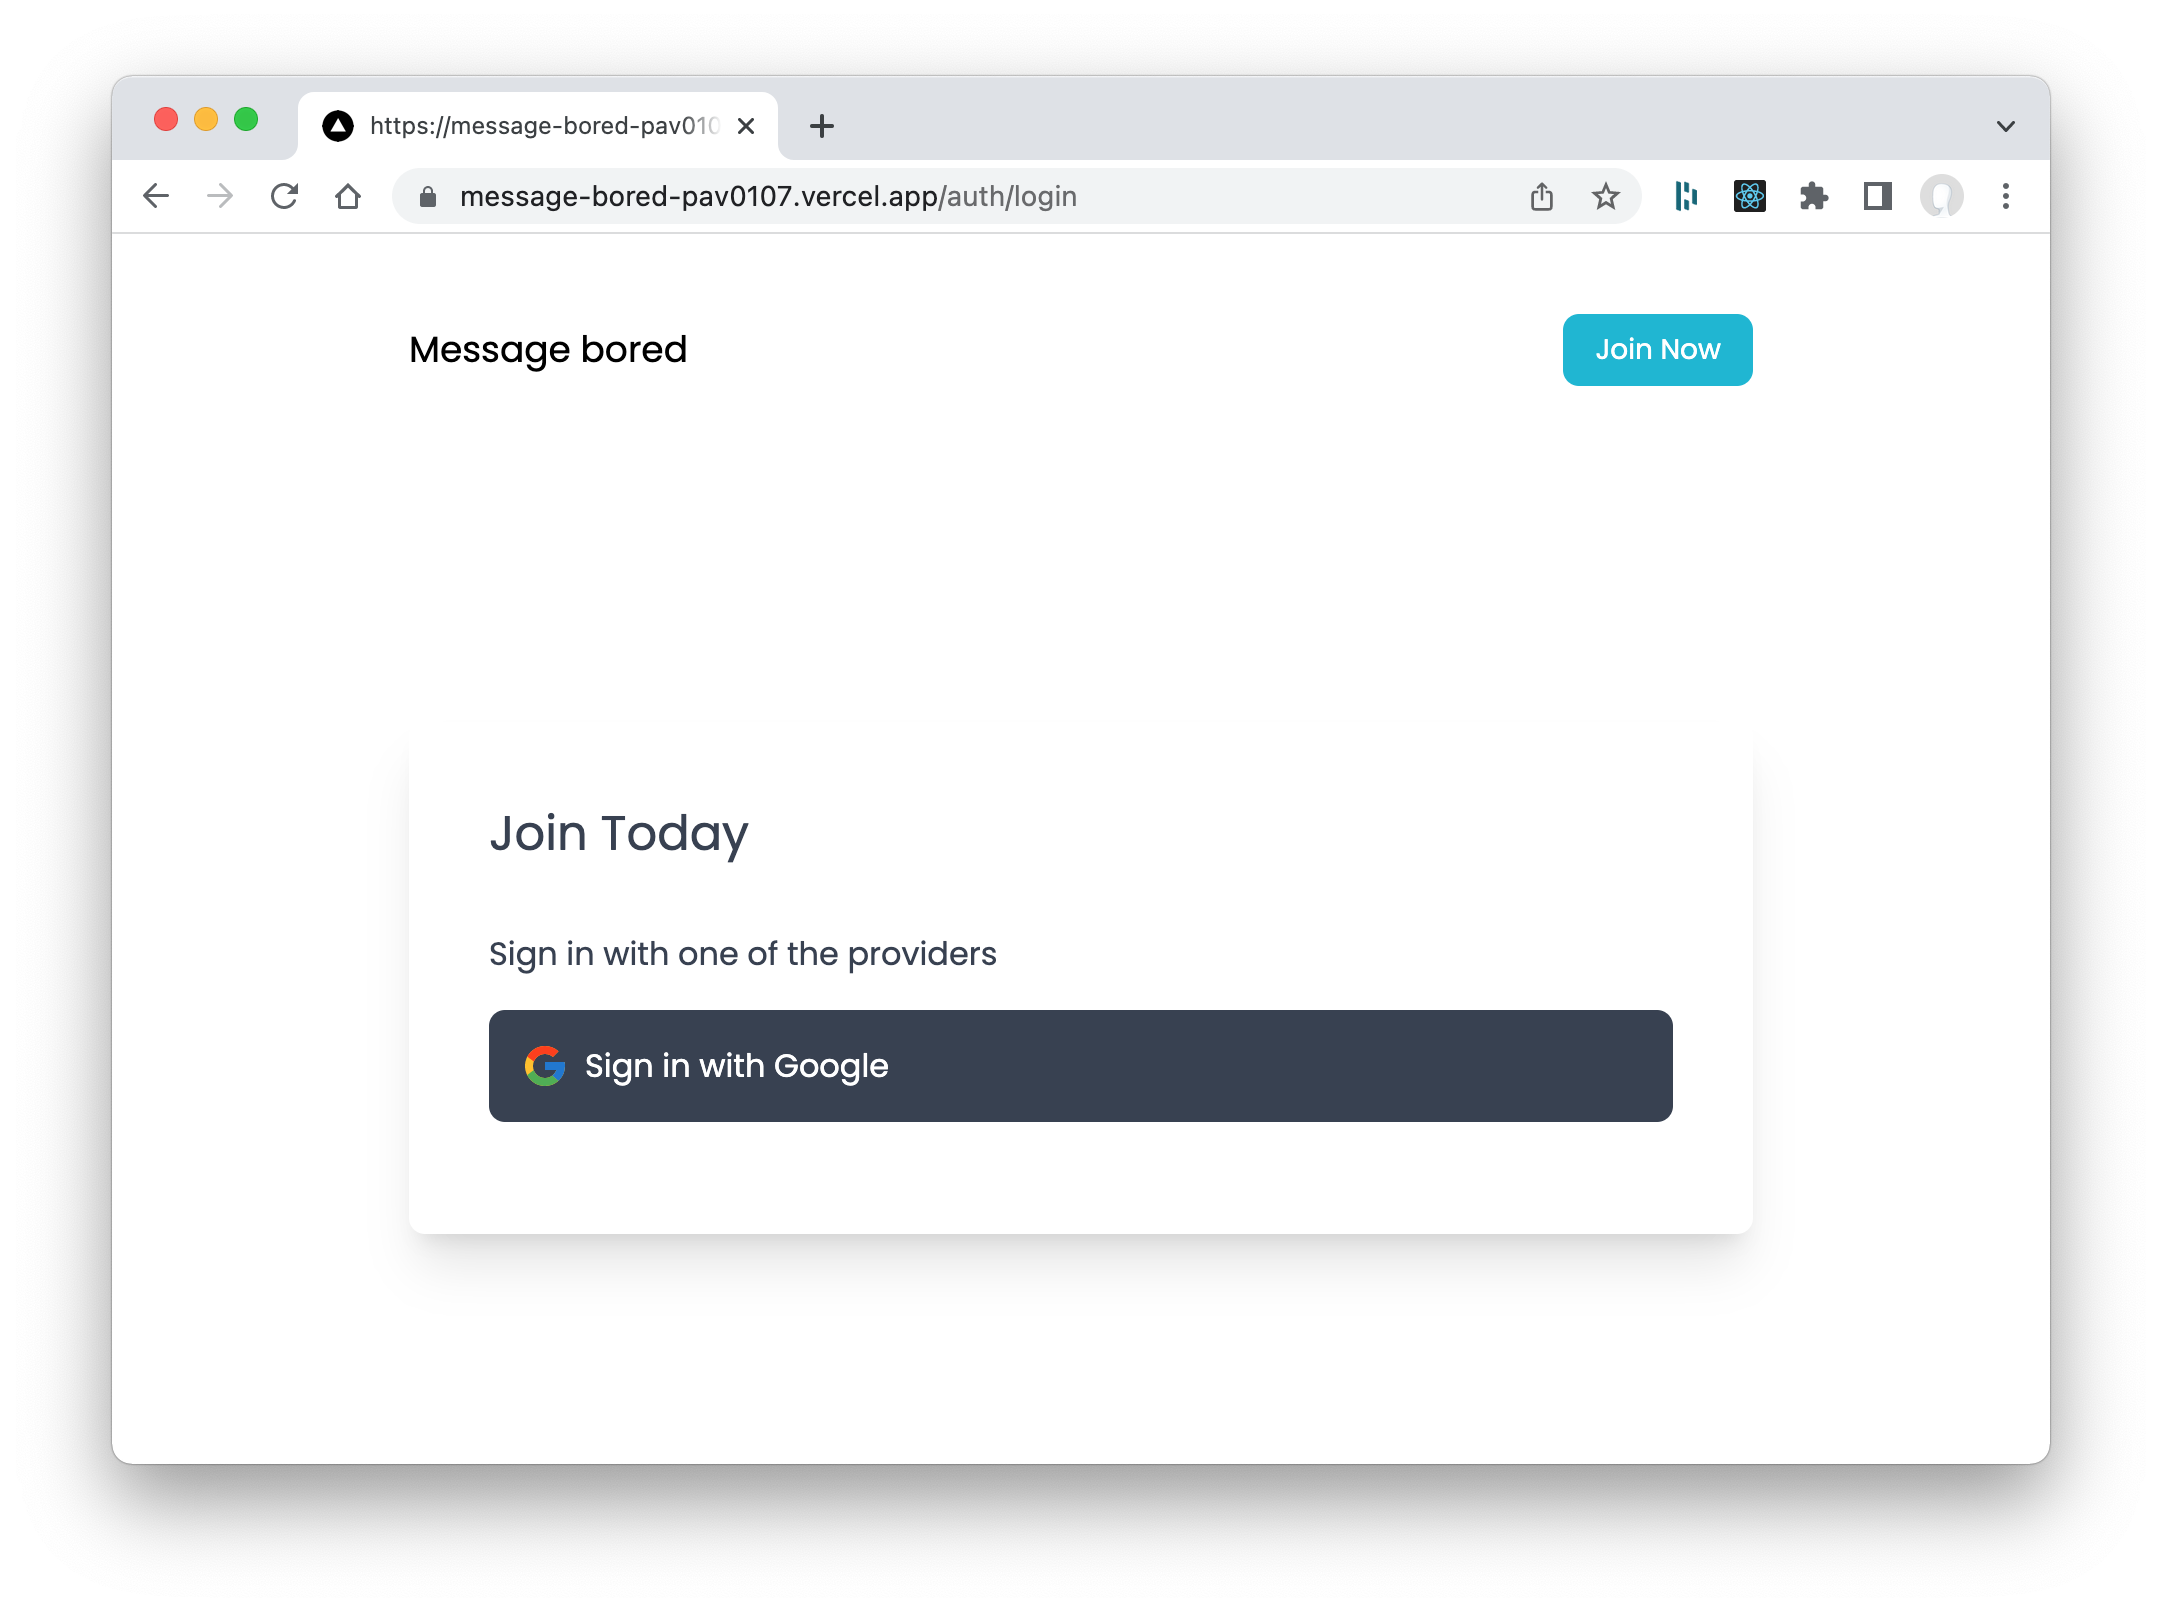 https://message-bored-pav010
message-bored-pav0107.vercel.app/auth/login
Message bored
Join Now
Join Today
Sign in with one of the providers
Sign in with Google